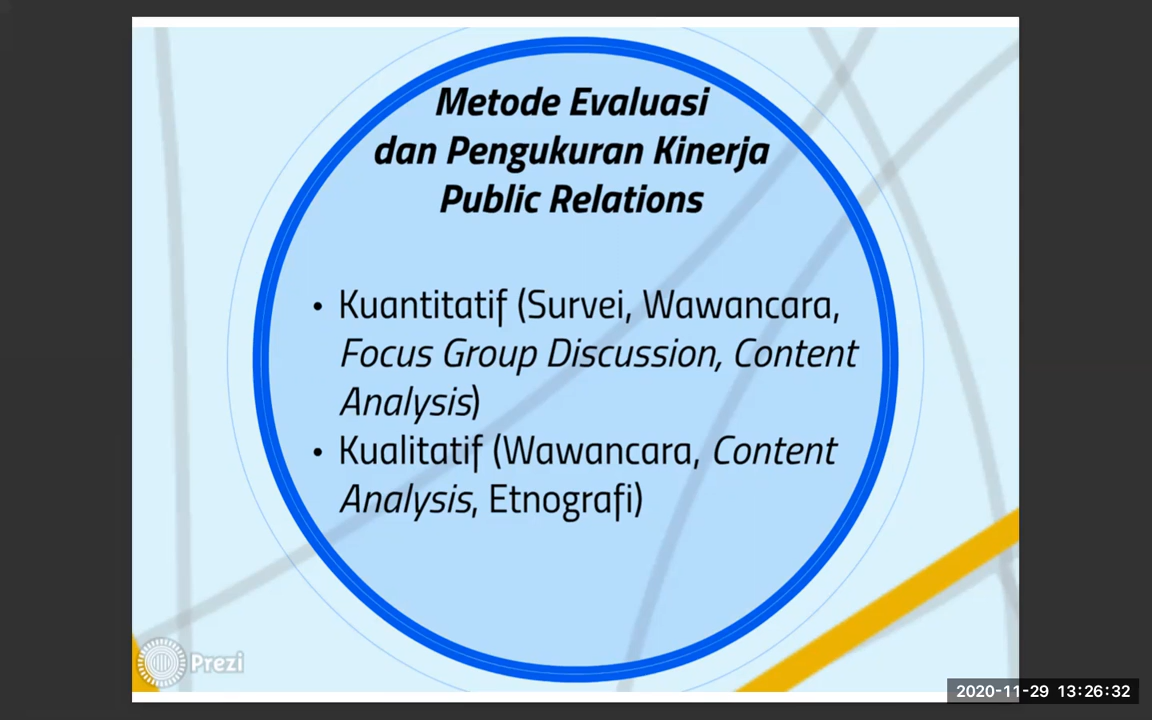 Metode Evaluasi
dan Pengukuran Kinerja
Public Relations
• Kuantitatif (Survei, Wawancara,
Focus Group Discussion, Content
Analysis)
• Kualitatif (Wawancara, Content
Analysis, Etnografi)
Prezi
2020-11-29 13:26:32